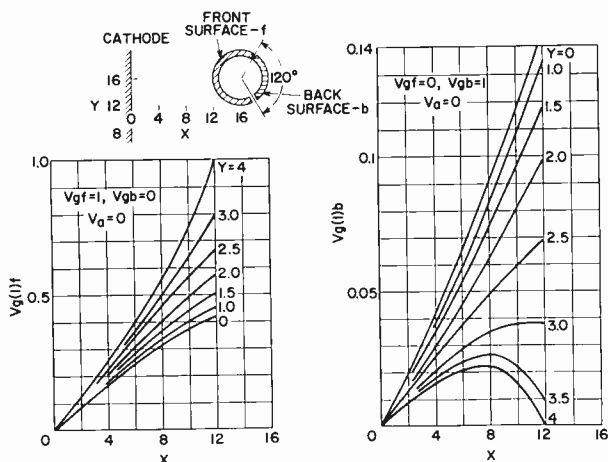 FRONT
SURFACE-f
CATHODE
120°
BACK
SURFACE-b
16
Y 12
8
0 4 8 12 16
X
Vgf=1, Vgb=0
Va=0
Y=4
3.0
2.5
2.0
1.5
1.0
0
1.0
0.5
Vg(1)f
0 4 8 12 16
X
Vgf=0, Vgb=1
Va=0
Y=0
1.0
1.5
2.0
2.5
3.0
3.5
4
0.14
0.1
0.05
Vg(1)b
0 4 8 12 16
X